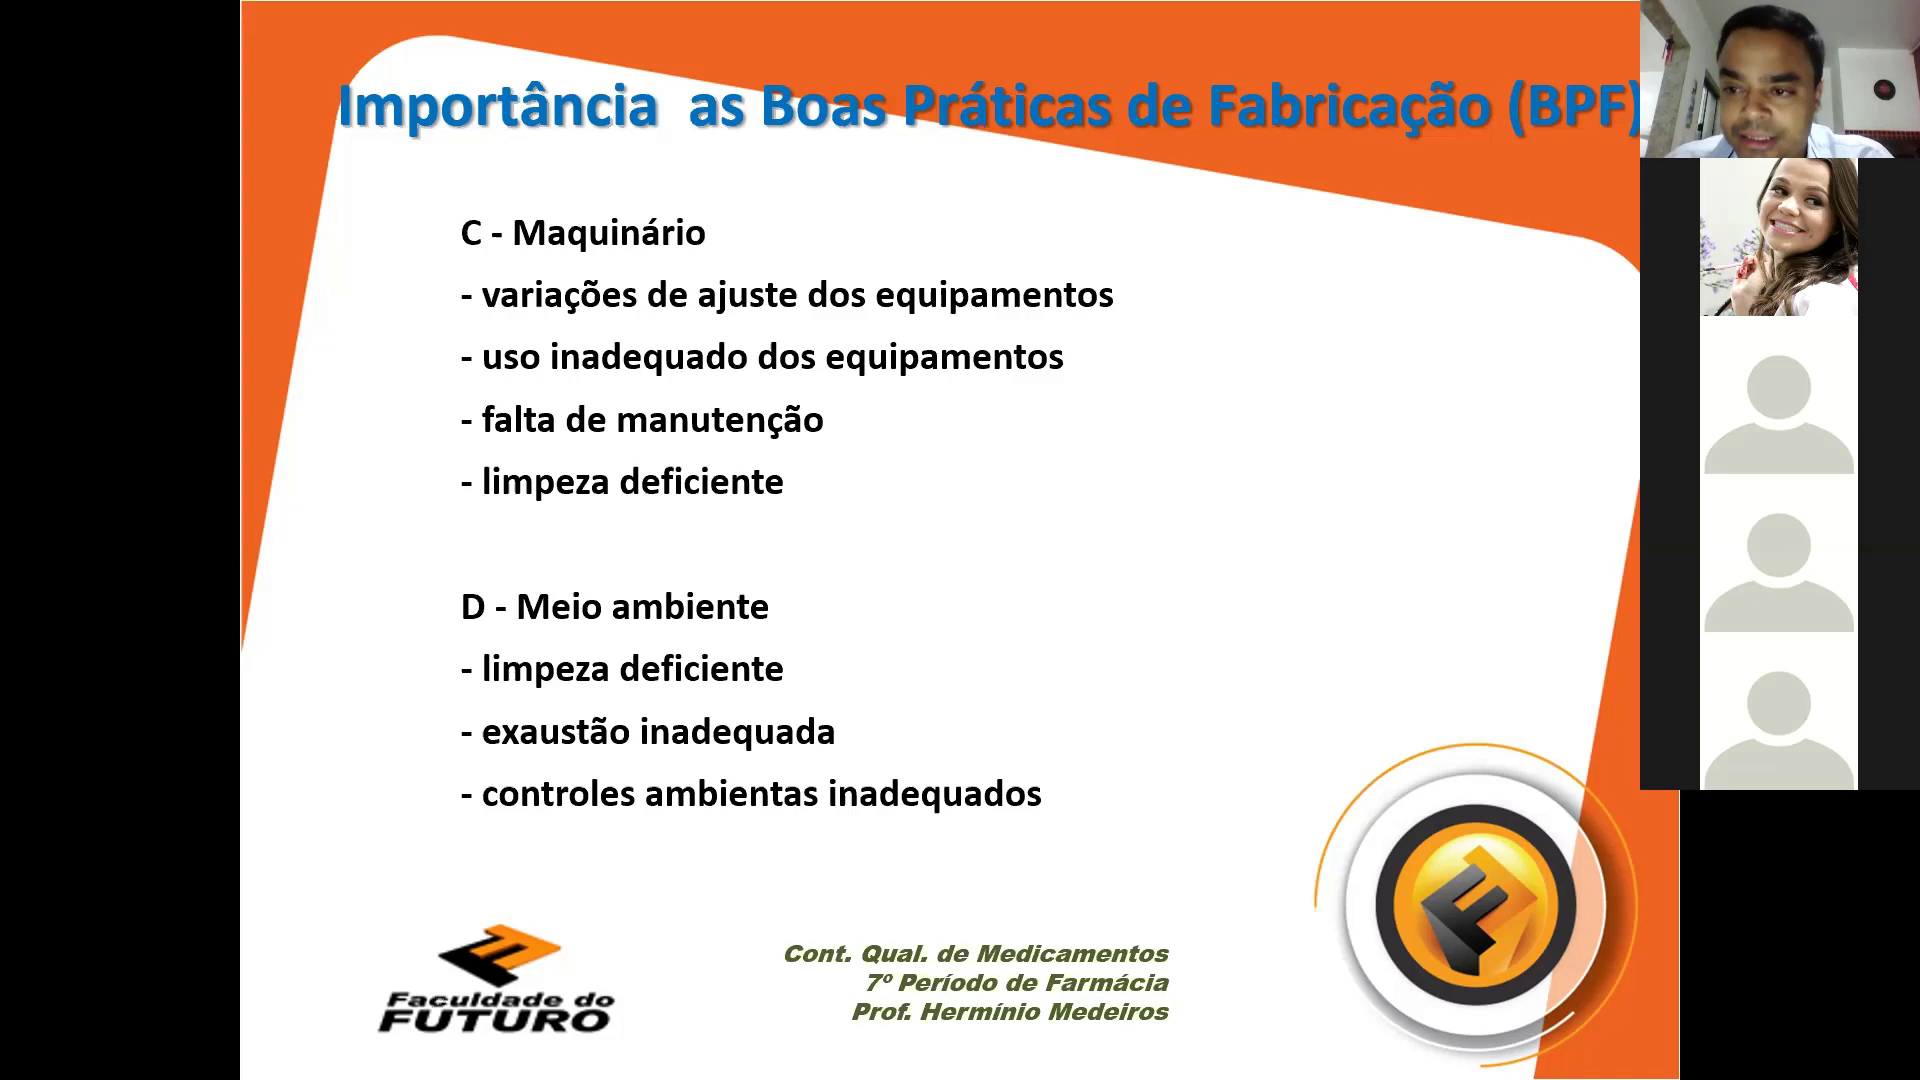 Importância  as Boas Práticas de Fabricação (BPF)
C - Maquinário
- variações de ajuste dos equipamentos
- uso inadequado dos equipamentos
- falta de manutenção
- limpeza deficiente
D - Meio ambiente
- limpeza deficiente
- exaustão inadequada
- controles ambientas inadequados
Faculdade do
FUTURO
Cont. Qual. de Medicamentos
7º Período de Farmácia
Prof. Hermínio Medeiros